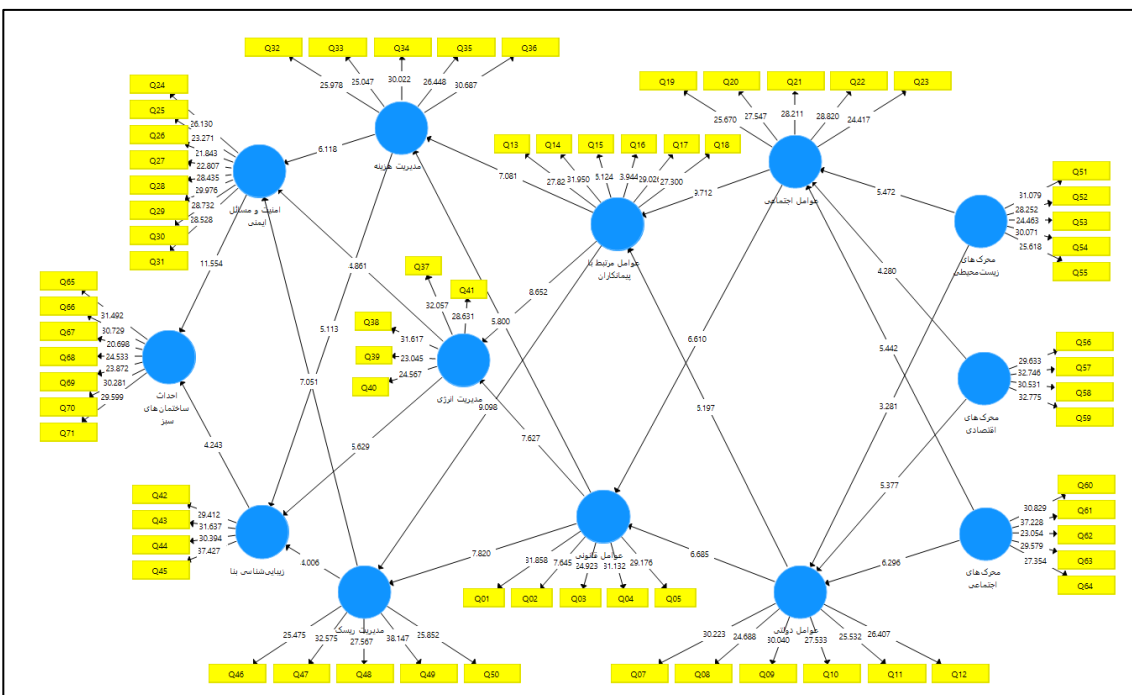 Q32 Q33 Q34 Q35 Q36
25.978 25.047 30.022 26.448 30.687
مدیریت هزینه
Q19 Q20 Q21 Q22 Q23
25.670 27.547 28.211 28.820 24.417
عوامل اجتماعی
Q24
Q25
Q26
Q27
Q28
Q29
Q30
Q31
26.130
23.271
21.843
22.807
28.435
29.976
28.732
28.528
امنیت و مسائل
ایمنی
Q13 Q14 Q15 Q16 Q17 Q18
31.950 27.300
عوامل مرتبط با
پیمانکاران
Q51
Q52
Q53
Q54
Q55
31.079
28.252
24.463
30.071
25.618
محرک‌های
زیست‌محیطی
6.118
7.081
5.472
4.280
11.554
4.861
8.652
5.800
6.610
5.442
5.113
7.051
9.098
5.197
3.281
Q37
Q41
Q38
Q39
Q40
32.057
28.631
31.617
23.045
24.567
مدیریت انرژی
Q65
Q66
Q67
Q68
Q69
Q70
Q71
31.492
30.729
20.698
24.533
23.872
30.281
29.599
احداث
ساختمان‌های
سبز
Q56
Q57
Q58
Q59
29.633
32.746
30.531
32.775
محرک‌های
اقتصادی
4.243
7.627
5.377
Q42
Q43
Q44
Q45
29.412
31.637
30.394
37.427
زیبایی‌شناسی بنا
4.006
7.820
6.685
6.296
عوامل قانونی
31.858 7.645 24.923 31.132 29.176
Q01 Q02 Q03 Q04 Q05
Q60
Q61
Q62
Q63
Q64
30.829
37.228
23.054
29.579
27.354
محرک‌های
اجتماعی
مدیریت ریسک
25.475 32.575 27.567 38.147 25.852
Q46 Q47 Q48 Q49 Q50
عوامل دولتی
30.223 24.688 30.040 27.533 25.532 26.407
Q07 Q08 Q09 Q10 Q11 Q12